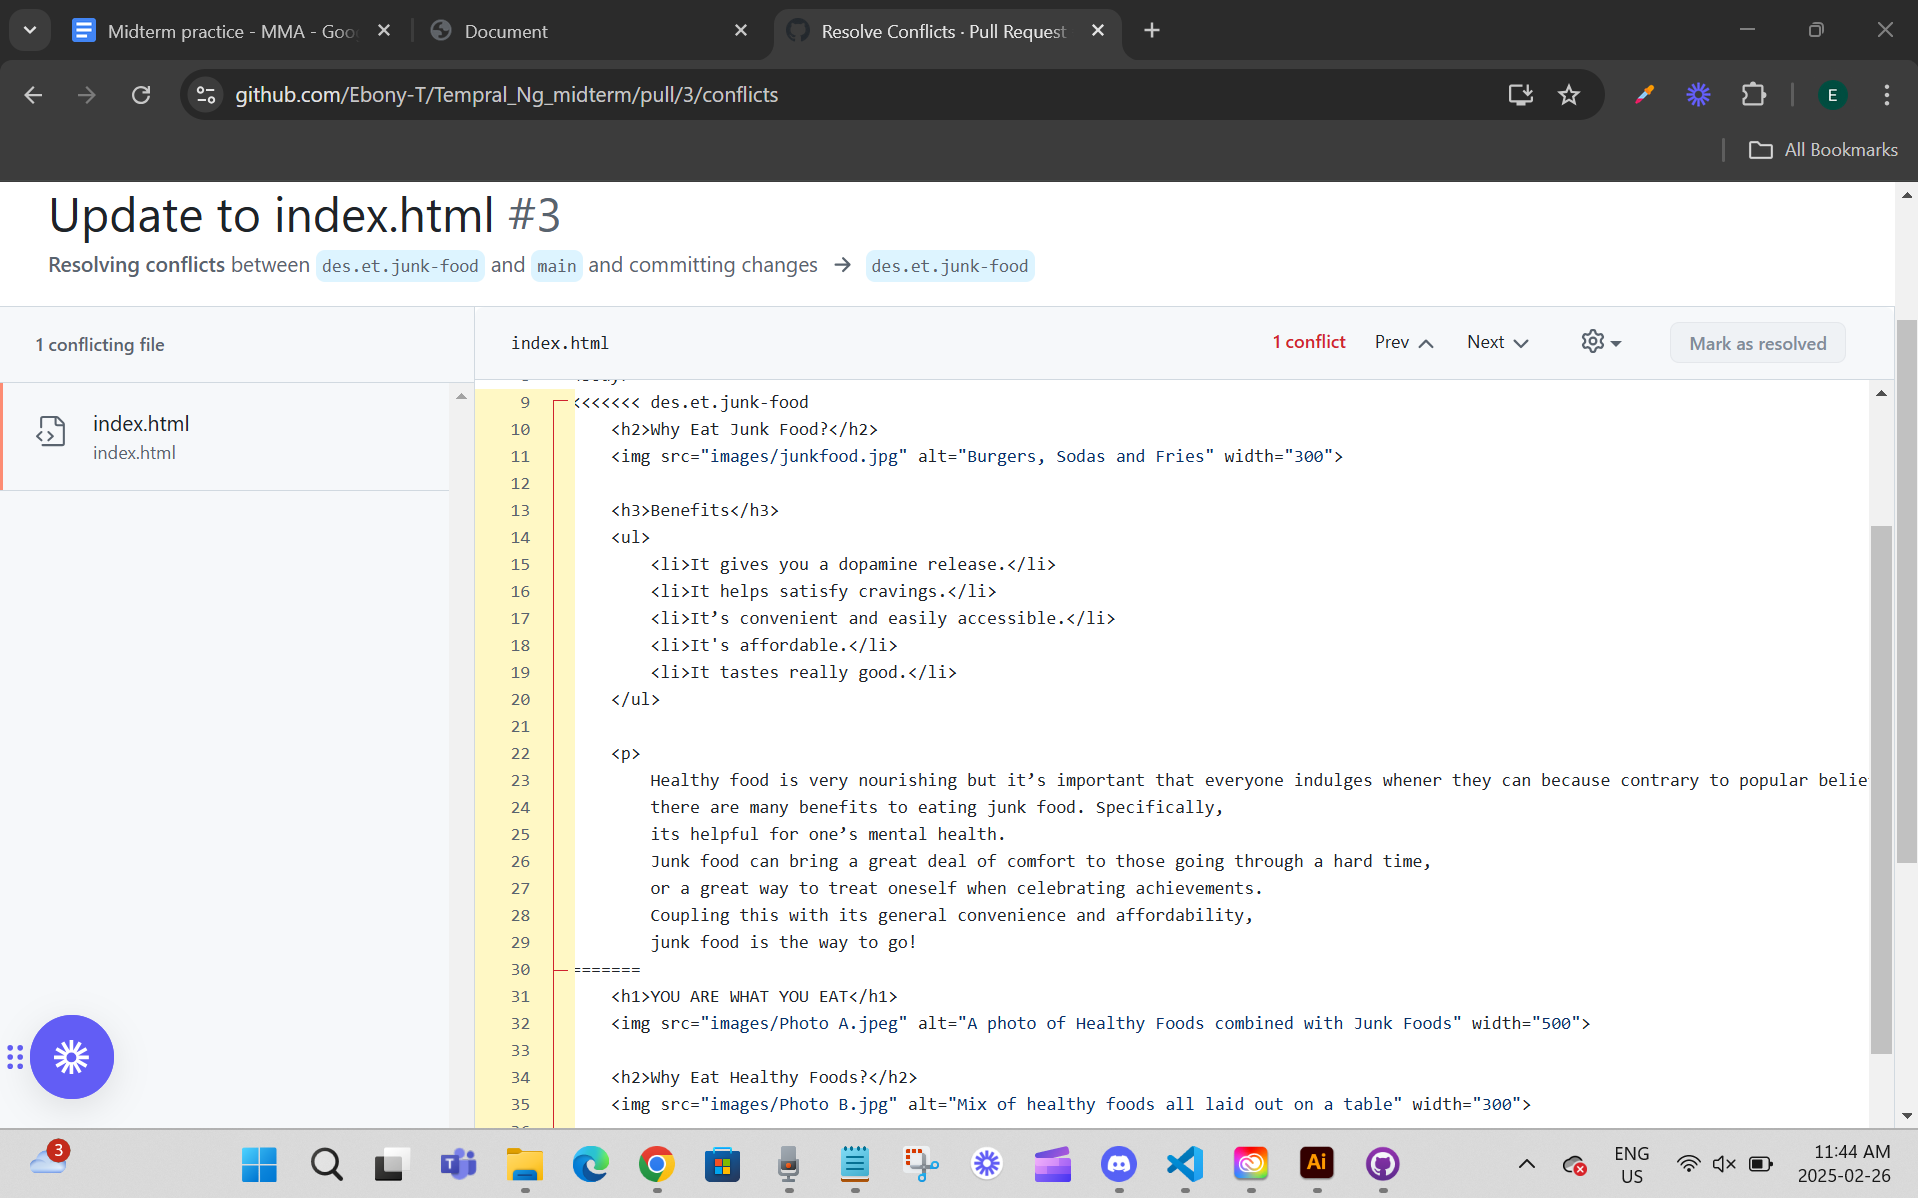 Midterm practice - MMA - Goo
Document
Resolve Conflicts · Pull Request
github.com/Ebony-T/Tempral_Ng_midterm/pull/3/conflicts
E
All Bookmarks
Update to index.html #3
Resolving conflicts between des.et.junk-food and main and committing changes → des.et.junk-food
1 conflicting file
index.html
1 conflict Prev Next
Mark as resolved
index.html
index.html
9 <<<<<<< des.et.junk-food
10 <h2>Why Eat Junk Food?</h2>
11 <img src="images/junkfood.jpg" alt="Burgers, Sodas and Fries" width="300">
12
13 <h3>Benefits</h3>
14 <ul>
15 <li>It gives you a dopamine release.</li>
16 <li>It helps satisfy cravings.</li>
17 <li>It’s convenient and easily accessible.</li>
18 <li>It's affordable.</li>
19 <li>It tastes really good.</li>
20 </ul>
21
22 <p>
23 Healthy food is very nourishing but it’s important that everyone indulges whener they can because contrary to popular belie
24 there are many benefits to eating junk food. Specifically,
25 its helpful for one’s mental health.
26 Junk food can bring a great deal of comfort to those going through a hard time,
27 or a great way to treat oneself when celebrating achievements.
28 Coupling this with its general convenience and affordability,
29 junk food is the way to go!
30 =======
31 <h1>YOU ARE WHAT YOU EAT</h1>
32 <img src="images/Photo A.jpeg" alt="A photo of Healthy Foods combined with Junk Foods" width="500">
33
34 <h2>Why Eat Healthy Foods?</h2>
35 <img src="images/Photo B.jpg" alt="Mix of healthy foods all laid out on a table" width="300">
3
T
Ai
ENG
US
11:44 AM
2025-02-26